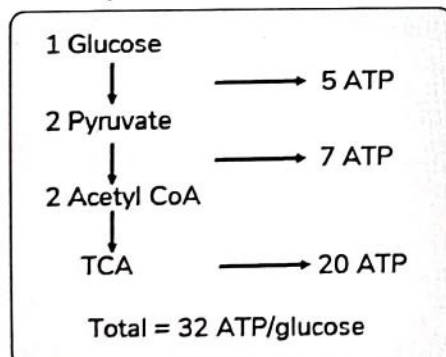 1 Glucose
5 ATP
2 Pyruvate
7 ATP
2 Acetyl CoA
TCA
20 ATP
Total = 32 ATP/glucose